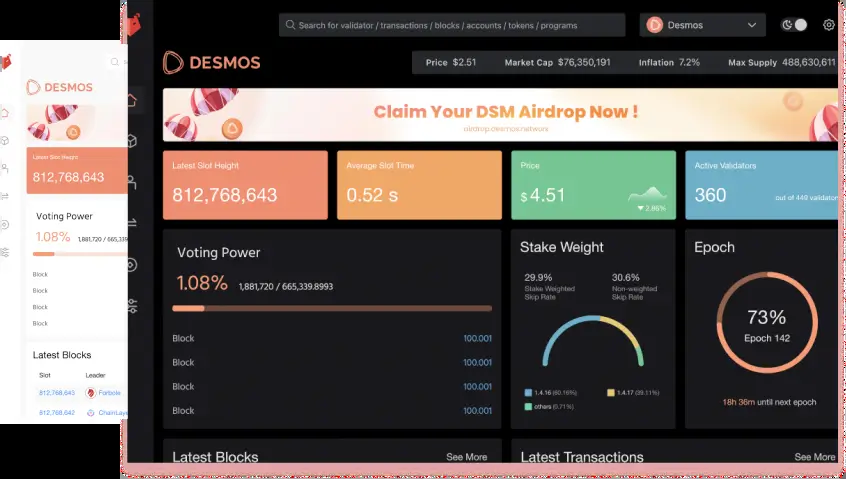 Search for validator / transactions / blocks / accounts / tokens / programs
Desmos
DESMOS
Price $2.51 Market Cap $76,350,191 Inflation 7.2% Max Supply 488,630,611
Claim Your DSM Airdrop Now !
airdrop.desmos.network
Latest Slot Height
812,768,643
Average Slot Time
0.52 s
Price
$4.51
2.86%
Active Validators
360
out of 449 validator
Voting Power
1.08% 1,881,720 / 665,339.8993
Block 100.001
Block 100.001
Block 100.001
Block 100.001
Stake Weight
29.9%
Stake Weighted
Skip Rate
30.6%
Non-weighted
Skip Rate
1.4.16 (60.16%)
1.4.17 (39.11%)
others (0.71%)
Epoch
73%
Epoch 142
18h 36m until next epoch
Latest Blocks See More
Latest Transactions See More
DESMOS
Latest Slot Height
812,768,643
Voting Power
1.08% 1,881,720 / 665,339
Block
Block
Block
Block
Latest Blocks
Slot Leader
812,768,643 Forbole
812,768,642 ChainLaye